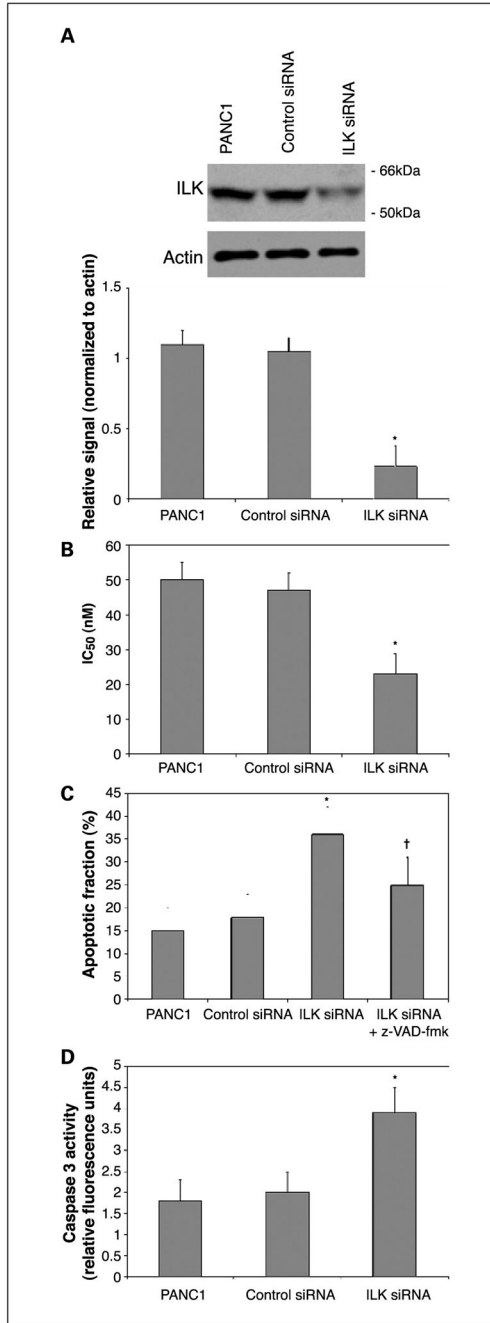 A
PANC1
Control siRNA
ILK siRNA
ILK
- 66kDa
- 50kDa
Actin
Relative signal (normalized to actin)
1.5
1
0.5
0
*
PANC1 Control siRNA ILK siRNA
B
IC50 (nM)
60
50
40
30
20
10
0
*
PANC1 Control siRNA ILK siRNA
C
Apoptotic fraction (%)
45
40
35
30
25
20
15
10
5
0
*
†
PANC1 Control siRNA ILK siRNA ILK siRNA
+ z-VAD-fmk
D
Caspase 3 activity
(relative fluorescence units)
5
4.5
4
3.5
3
2.5
2
1.5
1
0.5
0
*
PANC1 Control siRNA ILK siRNA